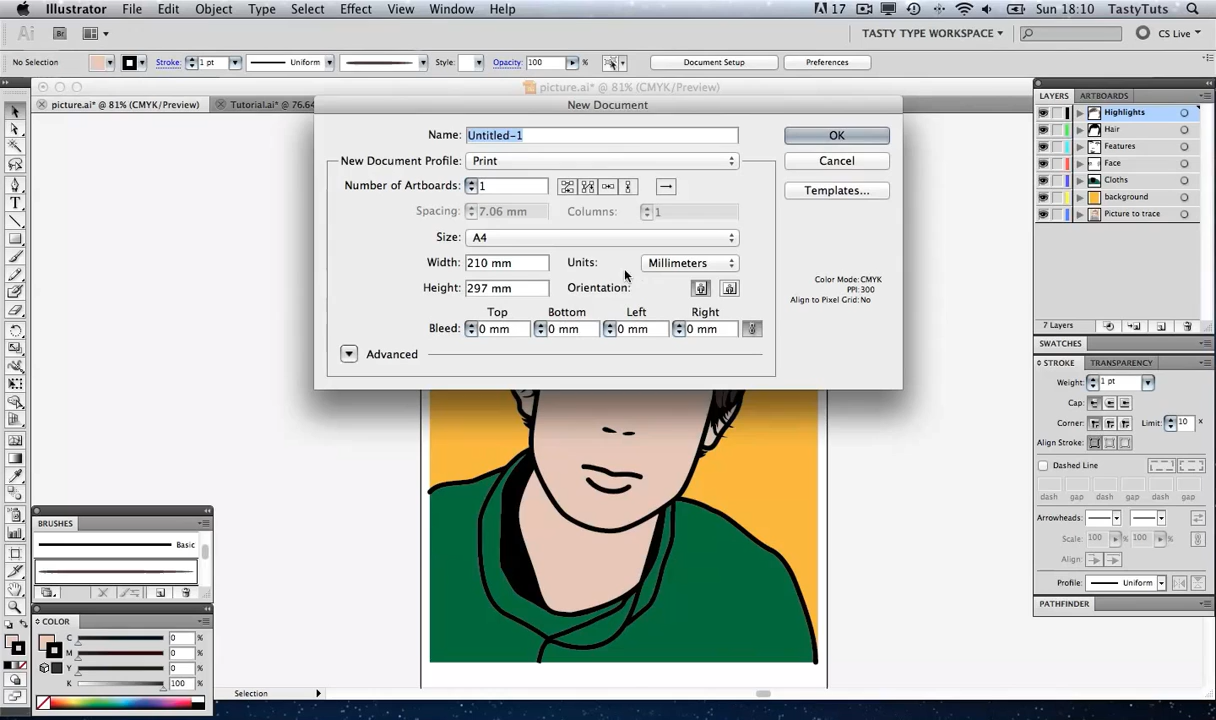 Illustrator File Edit Object Type Select Effect View Window Help 17 Sun 18:10 TastyTuts
Ai Br TASTY TYPE WORKSPACE CS Live
No Selection Stroke: 1 pt Uniform Style: Opacity: 100 % Document Setup Preferences
picture.ai* @ 81% (CMYK/Preview)
picture.ai* @ 81% (CMYK/Preview) Tutorial.ai* @ 76.64
New Document
Name: Untitled-1 OK
New Document Profile: Print Cancel
Number of Artboards: 1 Templates...
Spacing: 7.06 mm Columns: 1
Size: A4
Width: 210 mm Units: Millimeters
Height: 297 mm Orientation:
Color Mode:CMYK
PPI:300
Align to Pixel Grid:No
Top Bottom Left Right
Bleed: 0 mm 0 mm 0 mm 0 mm
Advanced
LAYERS ARTBOARDS
Highlights
Hair
Features
Face
Cloths
background
Picture to trace
7 Layers
SWATCHES
STROKE TRANSPARENCY
Weight: 1 pt
Cap:
Corner: Limit: 10 x
Align Stroke:
Dashed Line
dash gap dash gap dash gap
Arrowheads:
Scale: 100 % 100 %
Align:
Profile: Uniform
PATHFINDER
BRUSHES
Basic
COLOR
C 0 %
M 0 %
Y 0 %
K 100 %
Selection